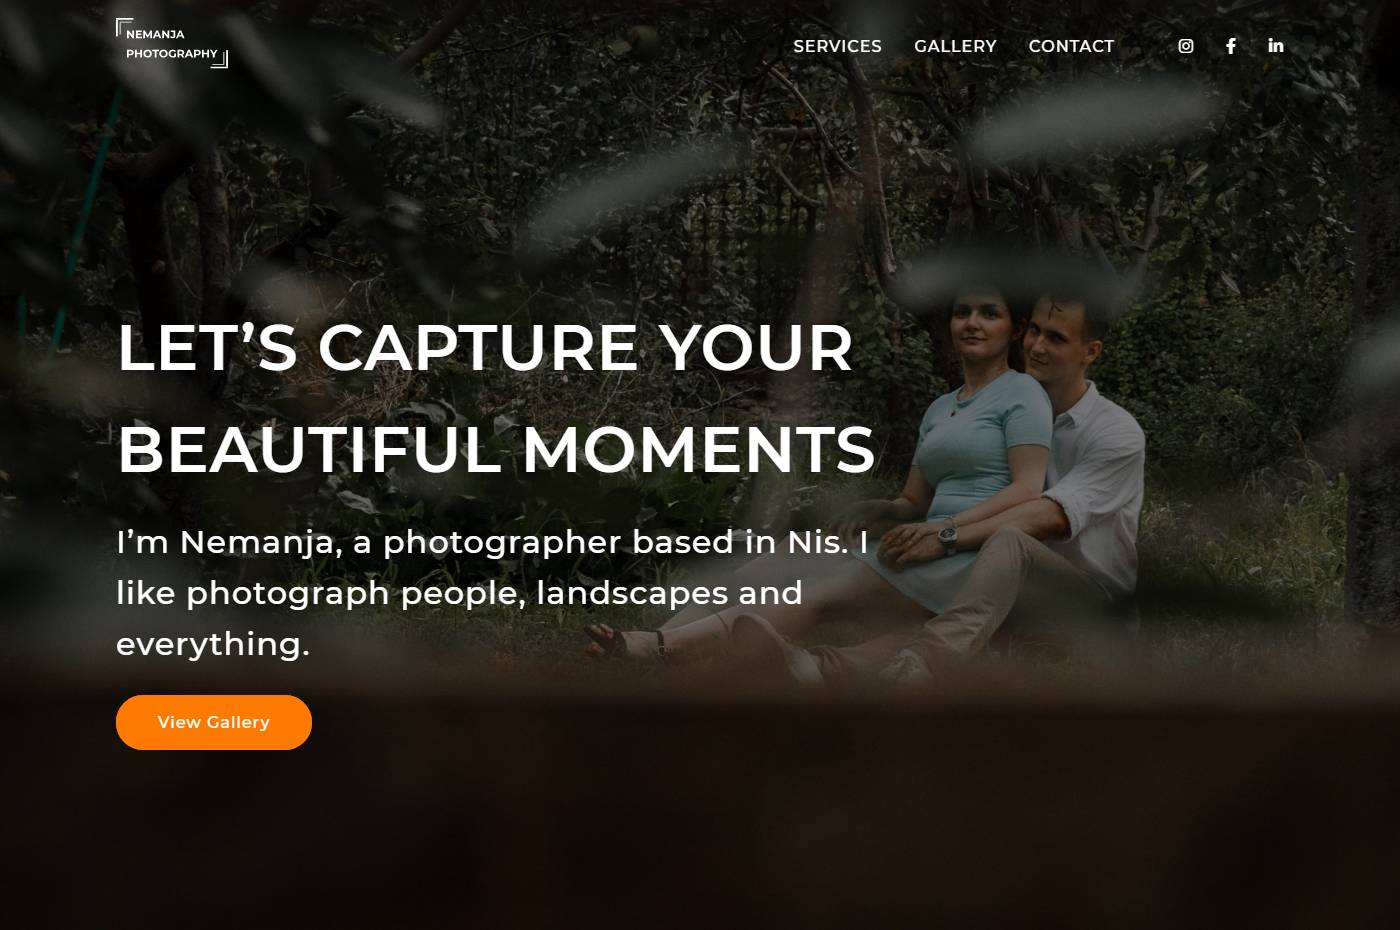 NEMANJA
PHOTOGRAPHY
SERVICES GALLERY CONTACT
LET’S CAPTURE YOUR
BEAUTIFUL MOMENTS
I’m Nemanja, a photographer based in Nis. I
like photograph people, landscapes and
everything.
View Gallery